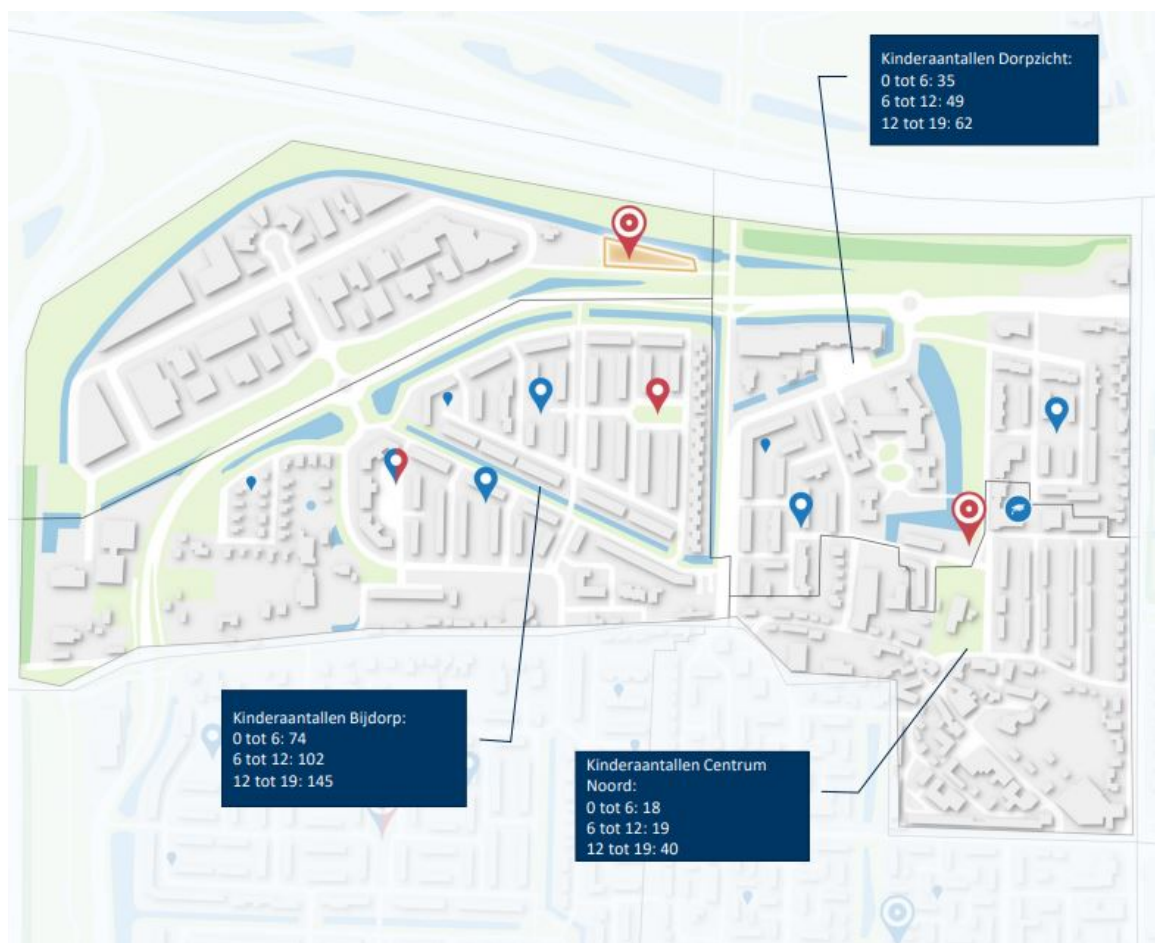 Kinderaantallen Dorpzicht:
0 tot 6: 35
6 tot 12: 49
12 tot 19: 62
Kinderaantallen Bijdorp:
0 tot 6: 74
6 tot 12: 102
12 tot 19: 145
Kinderaantallen Centrum
Noord:
0 tot 6: 18
6 tot 12: 19
12 tot 19: 40